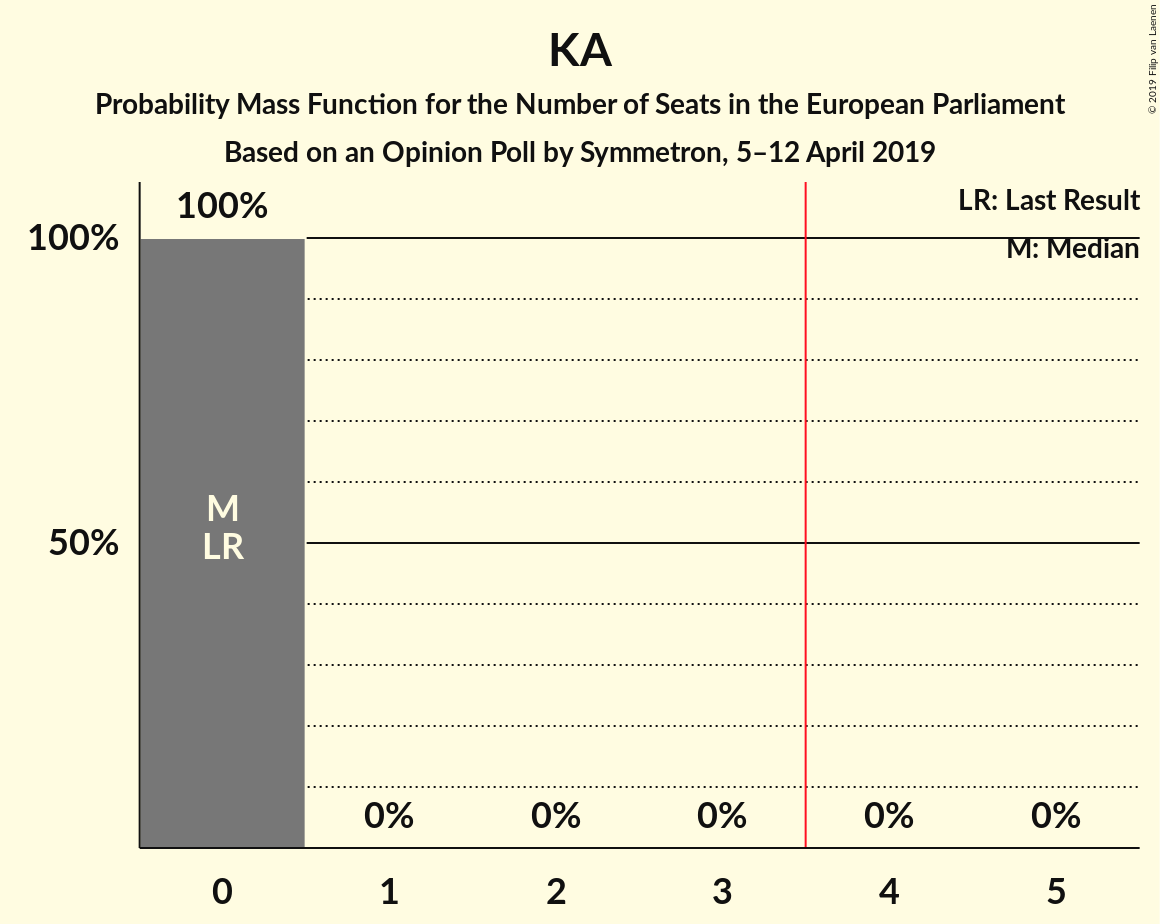 KA
Probability Mass Function for the Number of Seats in the European Parliament
Based on an Opinion Poll by Symmetron, 5–12 April 2019
© 2019 Filip van Laenen
LR: Last Result
M: Median
100%
100%
50%
M
LR
0% 0% 0% 0% 0%
0 1 2 3 4 5